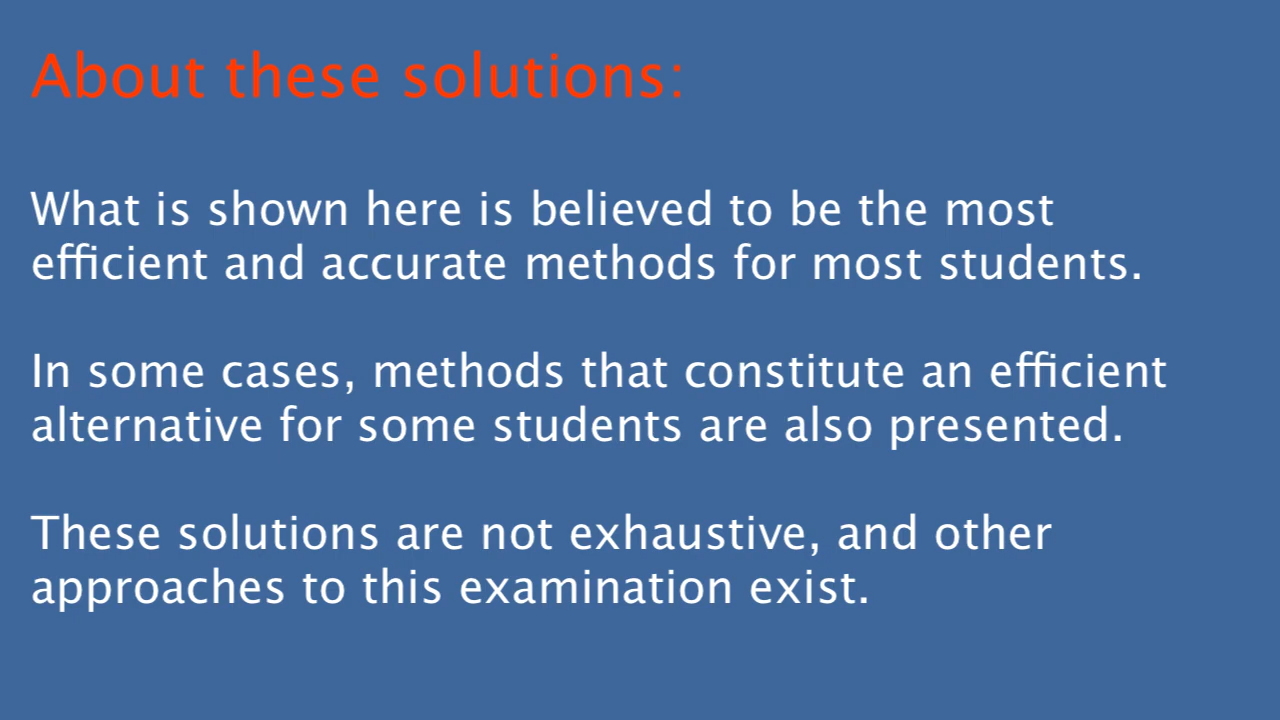 About these solutions:
What is shown here is believed to be the most
efficient and accurate methods for most students.
In some cases, methods that constitute an efficient
alternative for some students are also presented.
These solutions are not exhaustive, and other
approaches to this examination exist.